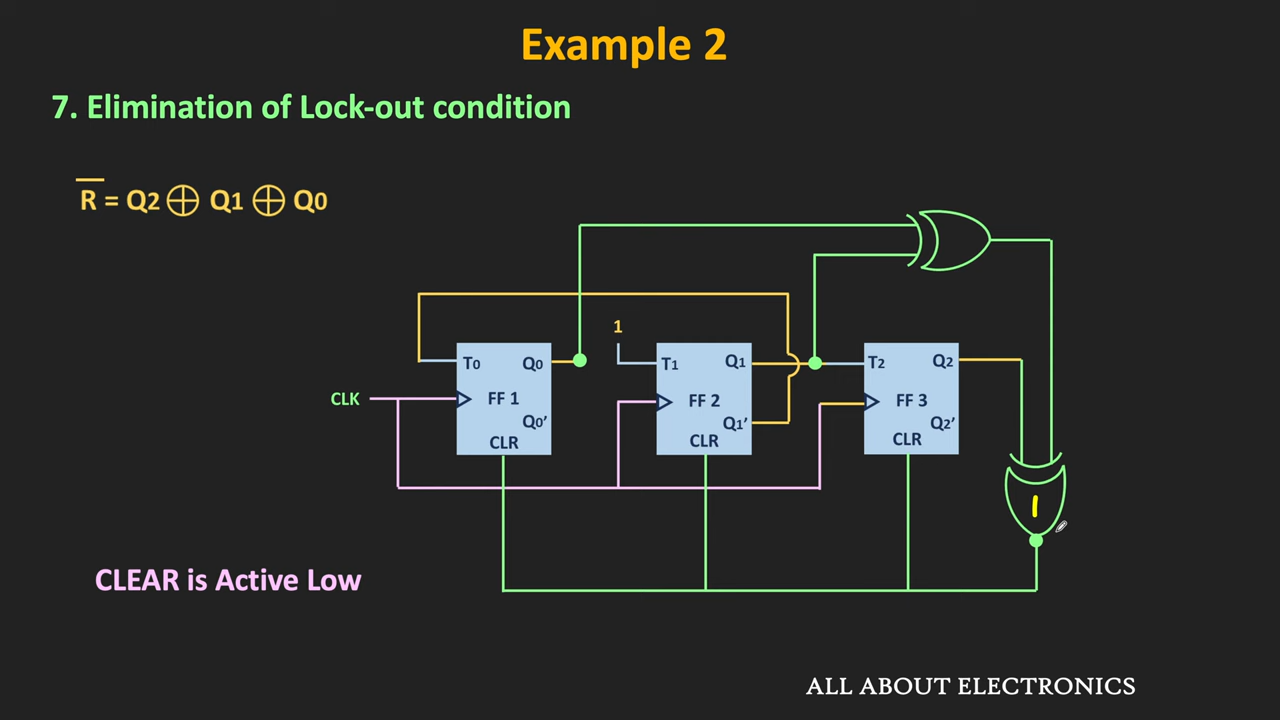 Example 2
7. Elimination of Lock-out condition
R̅ = Q2 ⊕ Q1 ⊕ Q0
1
T0 Q0 T1 Q1 T2 Q2
CLK FF 1 FF 2 FF 3
Q0' Q1' Q2'
CLR CLR CLR
1
CLEAR is Active Low
ALL ABOUT ELECTRONICS